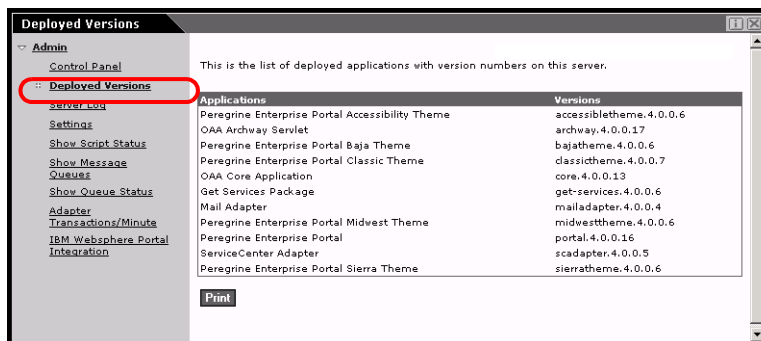 Deployed Versions
Admin
Control Panel
Deployed Versions
Server Log
Settings
Show Script Status
Show Message
Queues
Show Queue Status
Adapter
Transactions/Minute
IBM Websphere Portal
Integration
This is the list of deployed applications with version numbers on this server.
Applications Versions
Peregrine Enterprise Portal Accessibility Theme accessibletheme.4.0.0.6
OAA Archway Servlet archway.4.0.0.17
Peregrine Enterprise Portal Baja Theme bajatheme.4.0.0.6
Peregrine Enterprise Portal Classic Theme classictheme.4.0.0.7
OAA Core Application core.4.0.0.13
Get Services Package get-services.4.0.0.6
Mail Adapter mailadapter.4.0.0.4
Peregrine Enterprise Portal Midwest Theme midwesttheme.4.0.0.6
Peregrine Enterprise Portal portal.4.0.0.16
ServiceCenter Adapter scadapter.4.0.0.5
Peregrine Enterprise Portal Sierra Theme sierratheme.4.0.0.6
Print